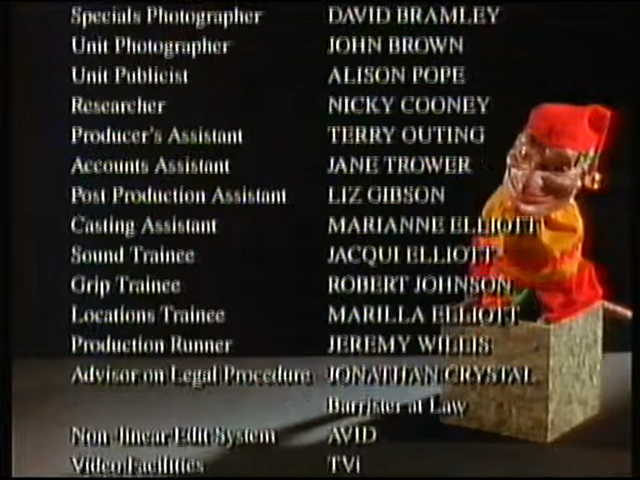 Specials Photographer DAVID BRAMLEY
Unit Photographer JOHN BROWN
Unit Publicist ALISON POPE
Researcher NICKY COONEY
Producer's Assistant TERRY OUTING
Accounts Assistant JANE TROWER
Post Production Assistant LIZ GIBSON
Casting Assistant MARIANNE ELLIOTT
Sound Trainee JACQUI ELLIOTT
Grip Trainee ROBERT JOHNSON
Locations Trainee MARILLA ELLIOTT
Production Runner JEREMY WILLIS
Advisor on Legal Procedure JONATHAN CRYSTAL
Barrister at Law
Non-linear Edit System AVID
Video Facilities TVi